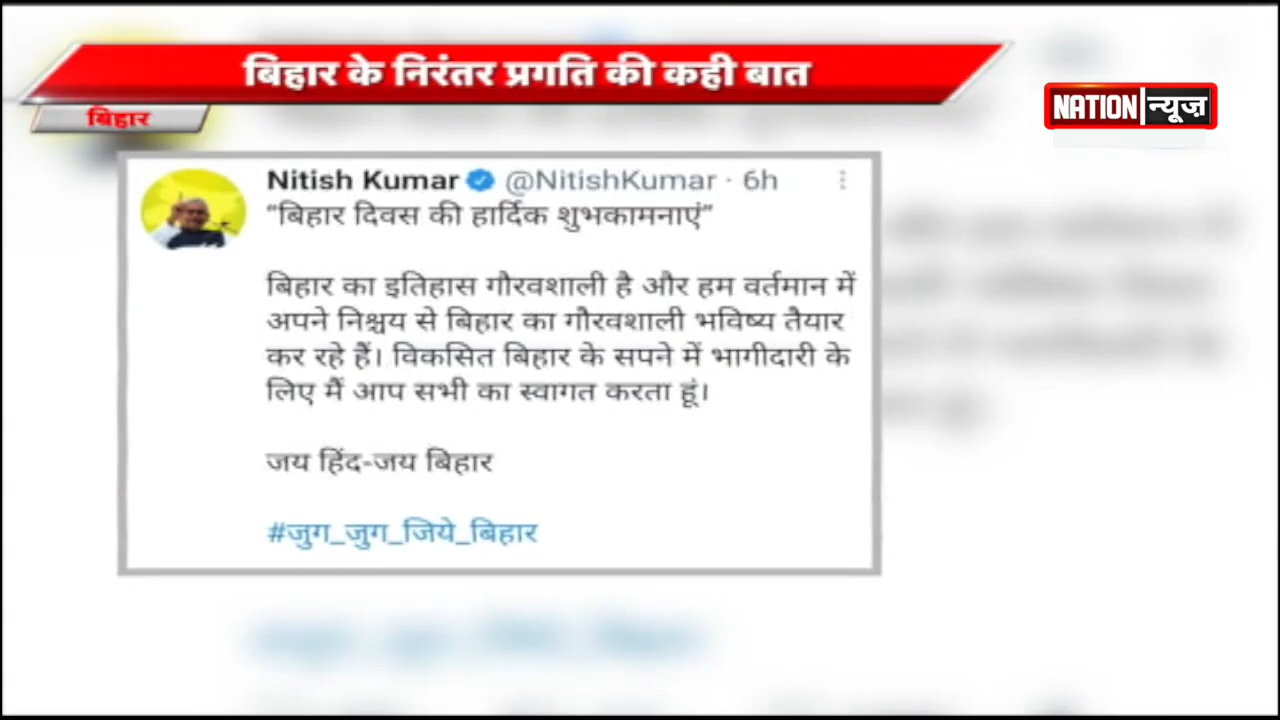 बिहार के निरंतर प्रगति की कही बात
बिहार
NATION न्यूज़
Nitish Kumar @NitishKumar · 6h
"बिहार दिवस की हार्दिक शुभकामनाएं"
बिहार का इतिहास गौरवशाली है और हम वर्तमान में
अपने निश्चय से बिहार का गौरवशाली भविष्य तैयार
कर रहे हैं। विकसित बिहार के सपने में भागीदारी के
लिए मैं आप सभी का स्वागत करता हूं।
जय हिंद-जय बिहार
#जुग_जुग_जिये_बिहार